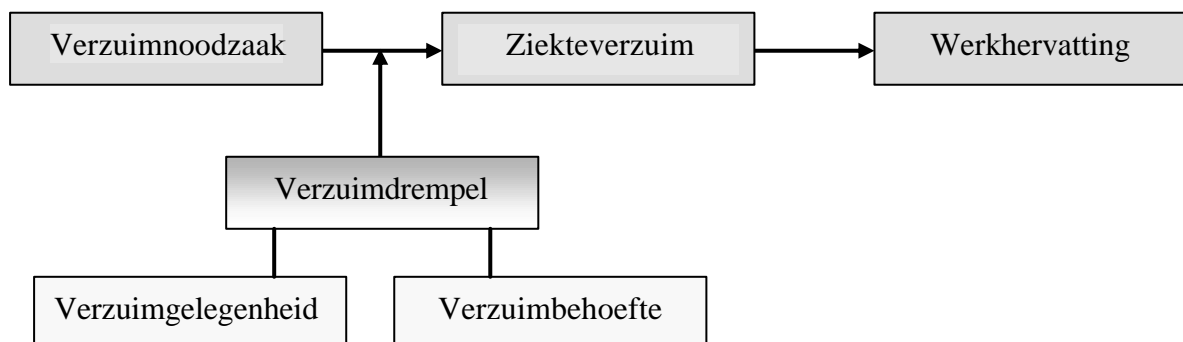 Verzuimnoodzaak
Ziekteverzuim
Werkhervatting
Verzuimdrempel
Verzuimgelegenheid
Verzuimbehoefte